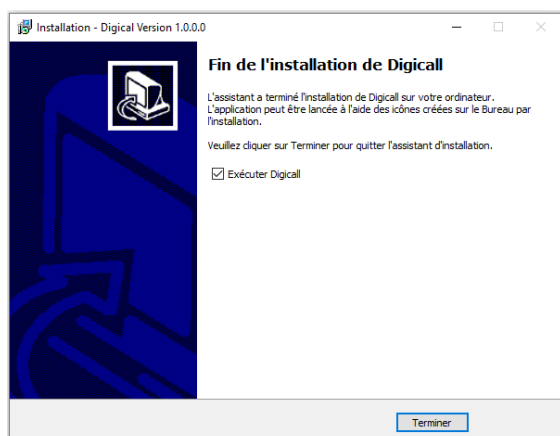 Installation - Digical Version 1.0.0.0
Fin de l'installation de Digicall
L'assistant a terminé l'installation de Digicall sur votre ordinateur.
L'application peut être lancée à l'aide des icônes créées sur le Bureau par
l'installation.
Veuillez cliquer sur Terminer pour quitter l'assistant d'installation.
Exécuter Digicall
Terminer